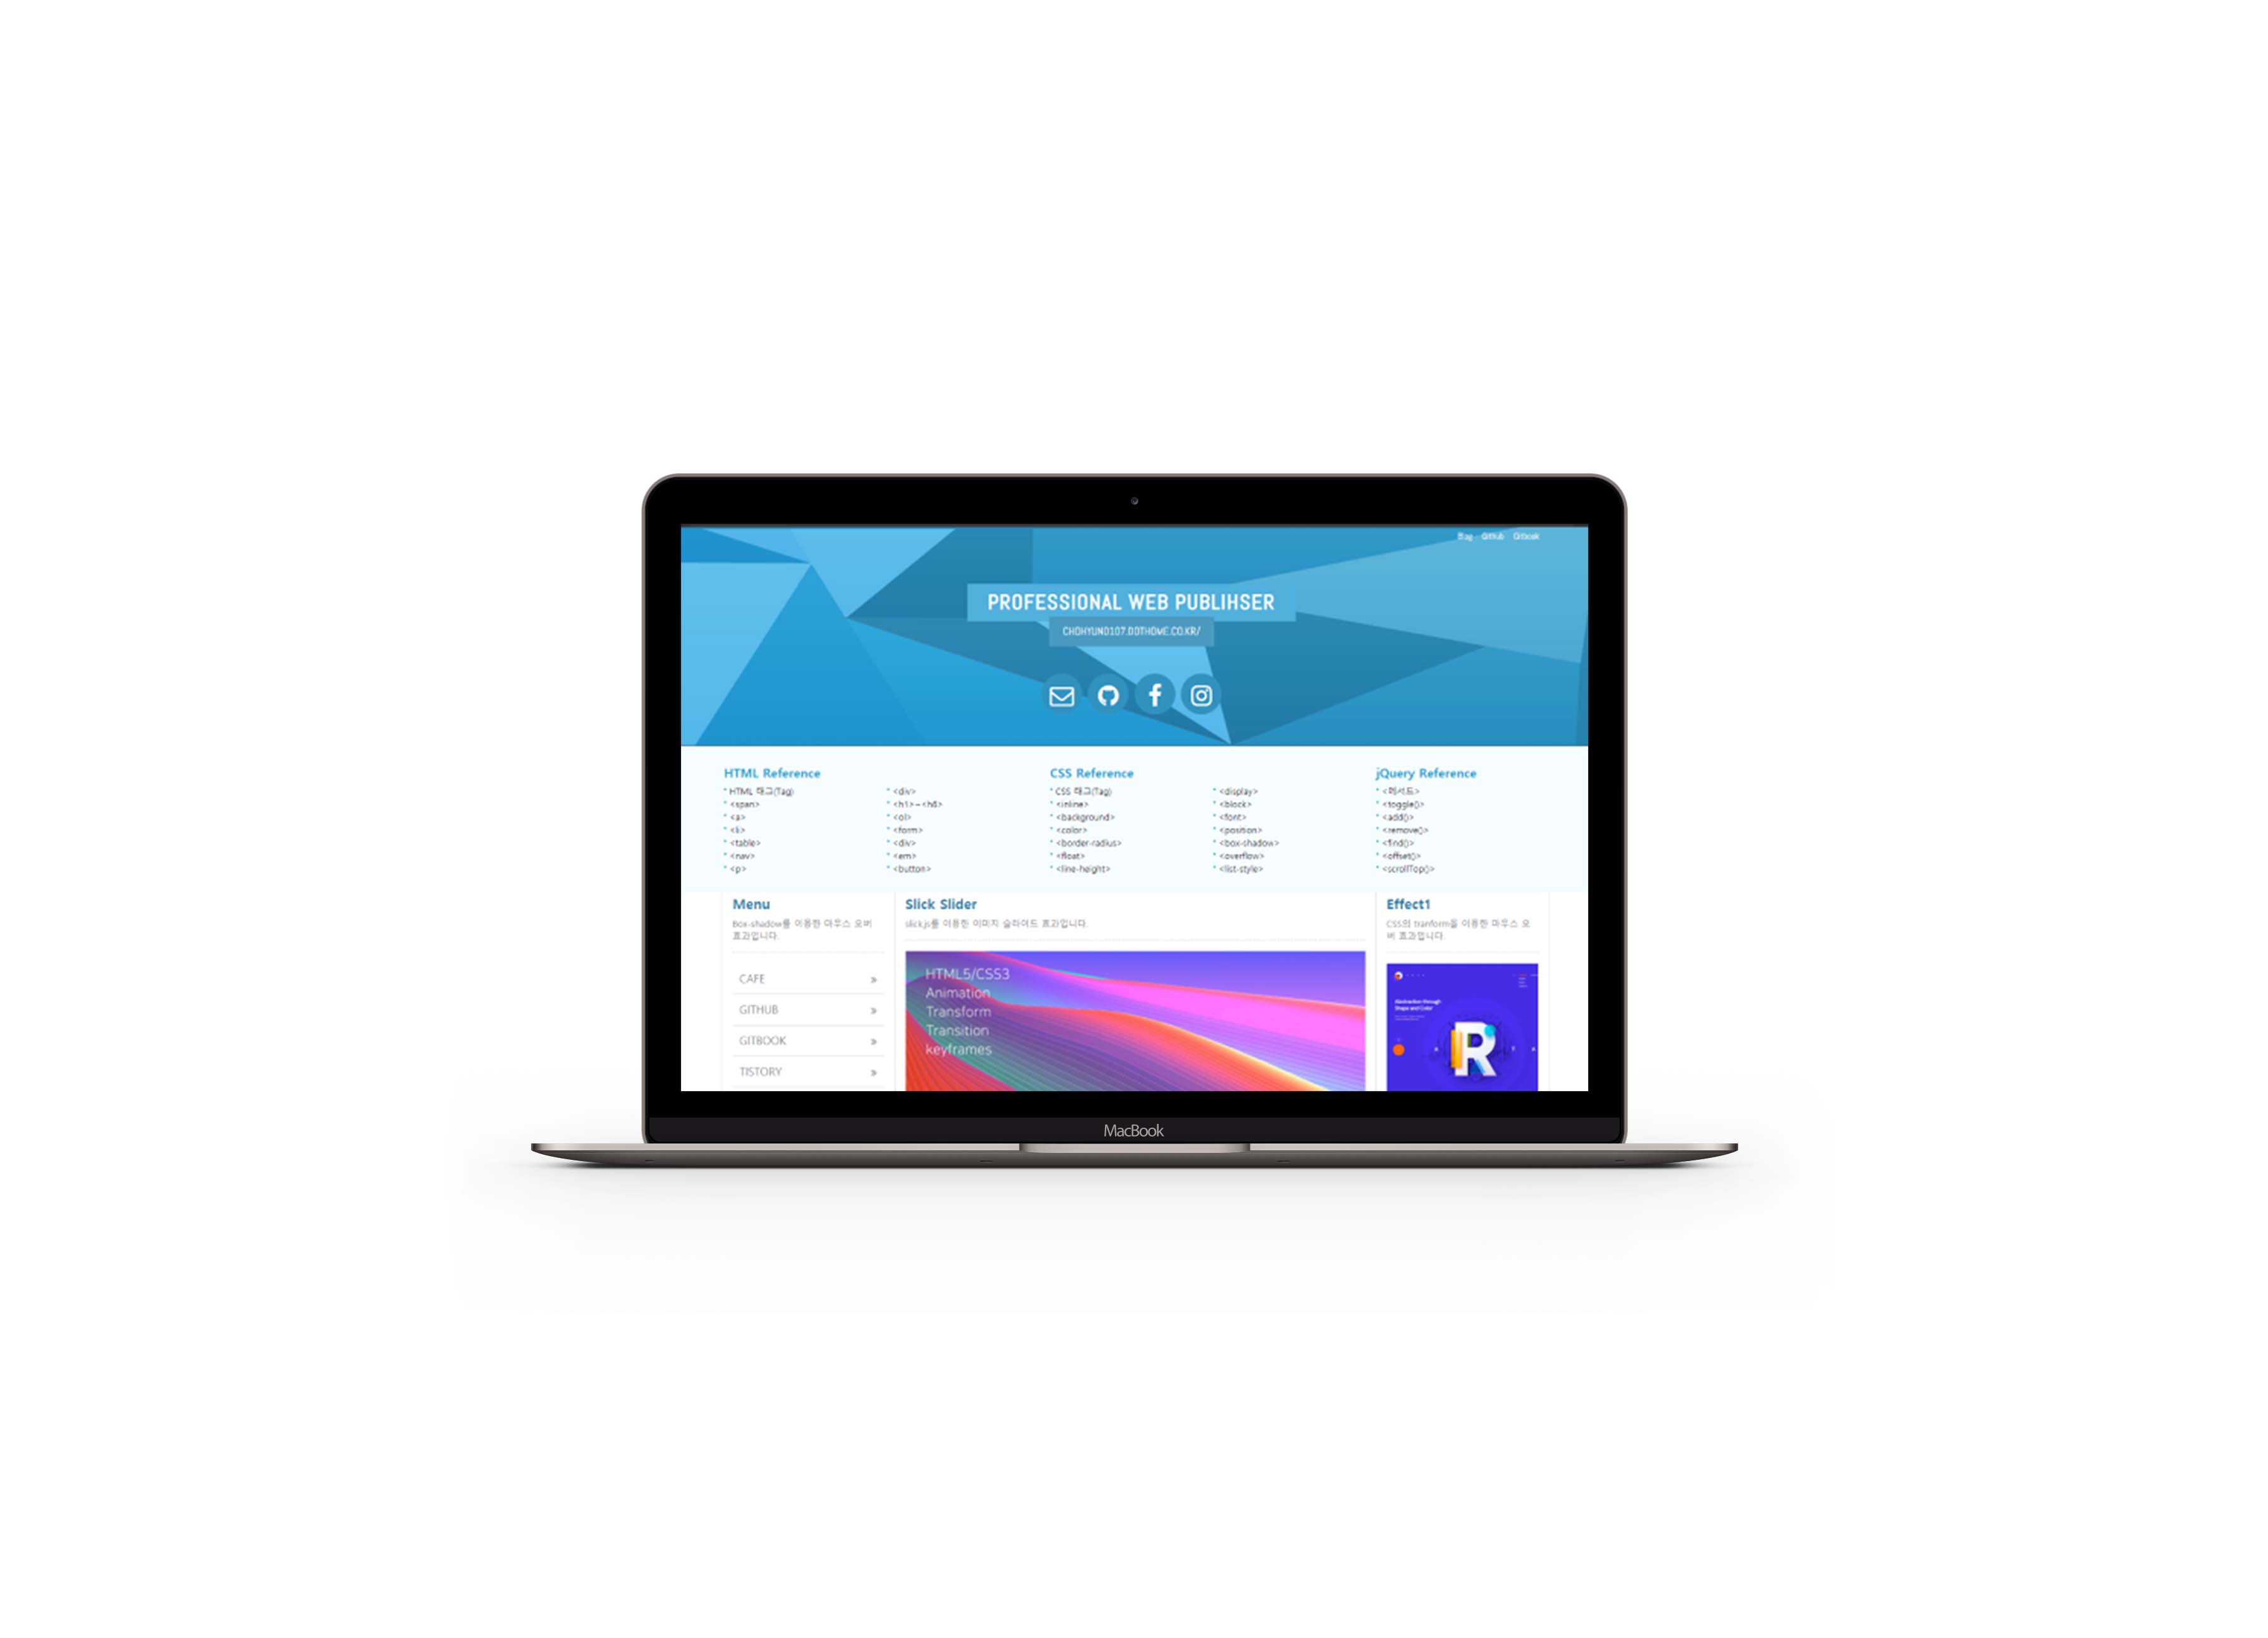 Blog Github Gitbook
PROFESSIONAL WEB PUBLIHSER
CHOHYUN0107.DOTHOME.CO.KR/
HTML Reference
HTML 태그(Tag)
<span>
<a>
<li>
<table>
<nav>
<p>
<div>
<h1>~<h6>
<ol>
<form>
<div>
<em>
<button>
CSS Reference
CSS 태그(Tag)
<inline>
<background>
<color>
<border-radius>
<float>
<line-height>
<display>
<block>
<font>
<position>
<box-shadow>
<overflow>
<list-style>
jQuery Reference
<메서드>
<toggle()>
<add()>
<remove()>
<find()>
<offset()>
<scrollTop()>
Menu
Box-shadow를 이용한 마우스 오버
효과입니다.
CAFE »
GITHUB »
GITBOOK »
TISTORY »
Slick Slider
slick.js를 이용한 이미지 슬라이드 효과입니다.
HTML5/CSS3
Animation
Transform
Transition
keyframes
Effect1
CSS의 tranform을 이용한 마우스 오
버 효과입니다.
Abstraction through
Shape and Color
R
MacBook